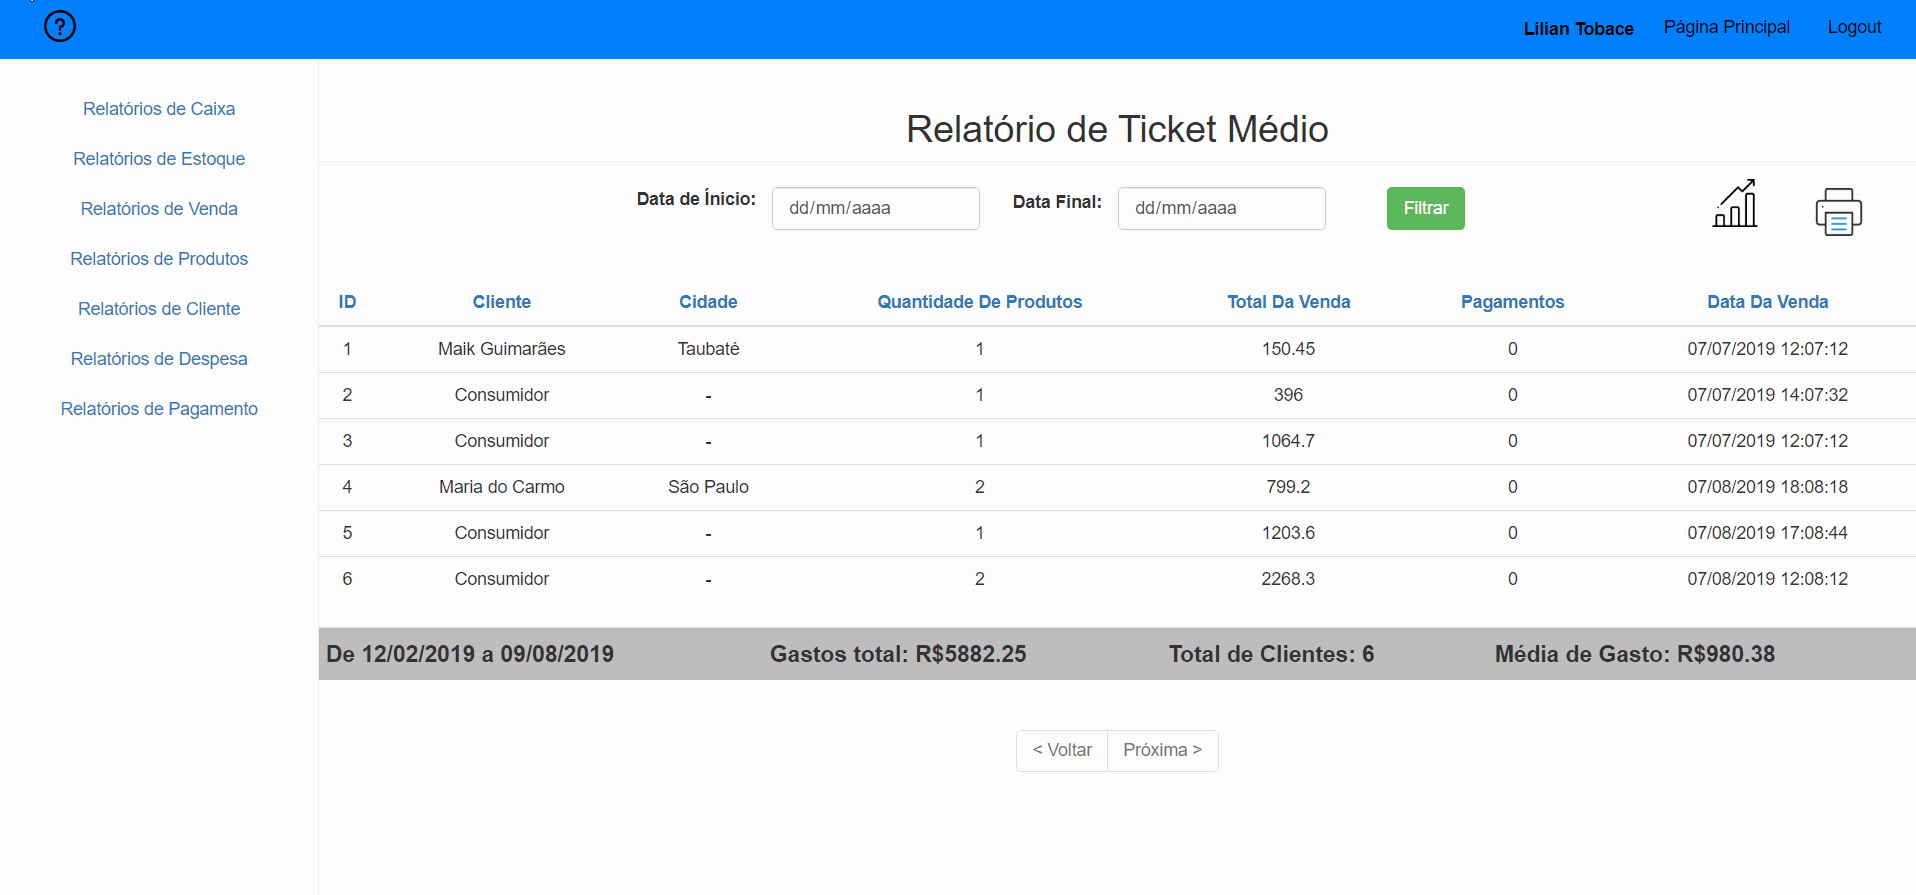 ? Lilian Tobace Página Principal Logout
Relatórios de Caixa
Relatórios de Estoque
Relatórios de Venda
Relatórios de Produtos
Relatórios de Cliente
Relatórios de Despesa
Relatórios de Pagamento
Relatório de Ticket Médio
Data de Ínicio: dd/mm/aaaa Data Final: dd/mm/aaaa Filtrar
ID Cliente Cidade Quantidade De Produtos Total Da Venda Pagamentos Data Da Venda
1 Maik Guimarães Taubaté 1 150.45 0 07/07/2019 12:07:12
2 Consumidor - 1 396 0 07/07/2019 14:07:32
3 Consumidor - 1 1064.7 0 07/07/2019 12:07:12
4 Maria do Carmo São Paulo 2 799.2 0 07/08/2019 18:08:18
5 Consumidor - 1 1203.6 0 07/08/2019 17:08:44
6 Consumidor - 2 2268.3 0 07/08/2019 12:08:12
De 12/02/2019 a 09/08/2019 Gastos total: R$5882.25 Total de Clientes: 6 Média de Gasto: R$980.38
< Voltar Próxima >